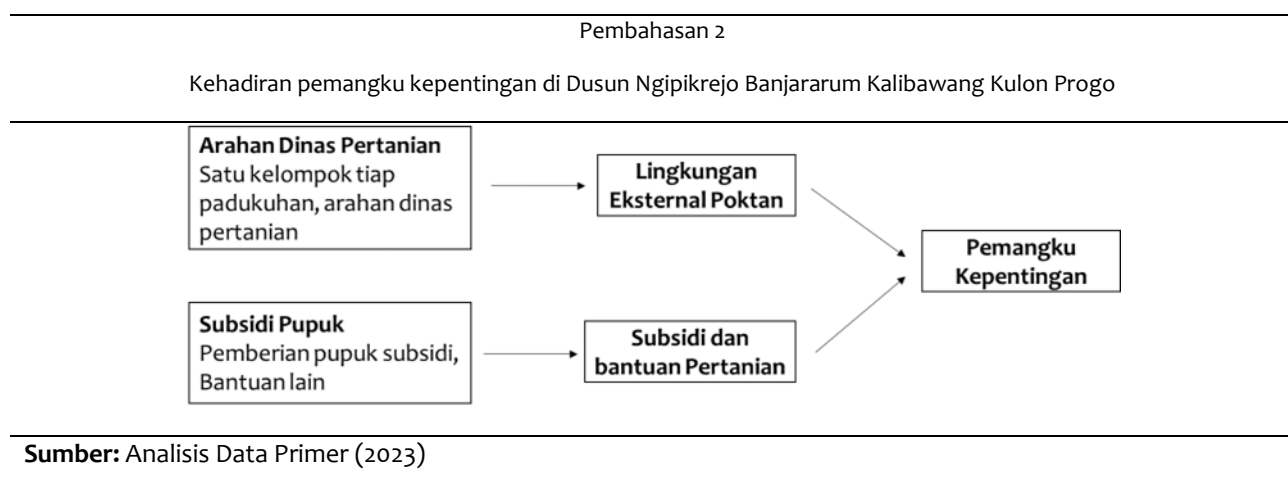 Pembahasan 2
Kehadiran pemangku kepentingan di Dusun Ngipikrejo Banjararum Kalibawang Kulon Progo
Arahan Dinas Pertanian
Satu kelompok tiap
padukuhan, arahan dinas
pertanian
Lingkungan
Eksternal Poktan
Pemangku
Kepentingan
Subsidi Pupuk
Pemberian pupuk subsidi,
Bantuan lain
Subsidi dan
bantuan Pertanian
Sumber: Analisis Data Primer (2023)